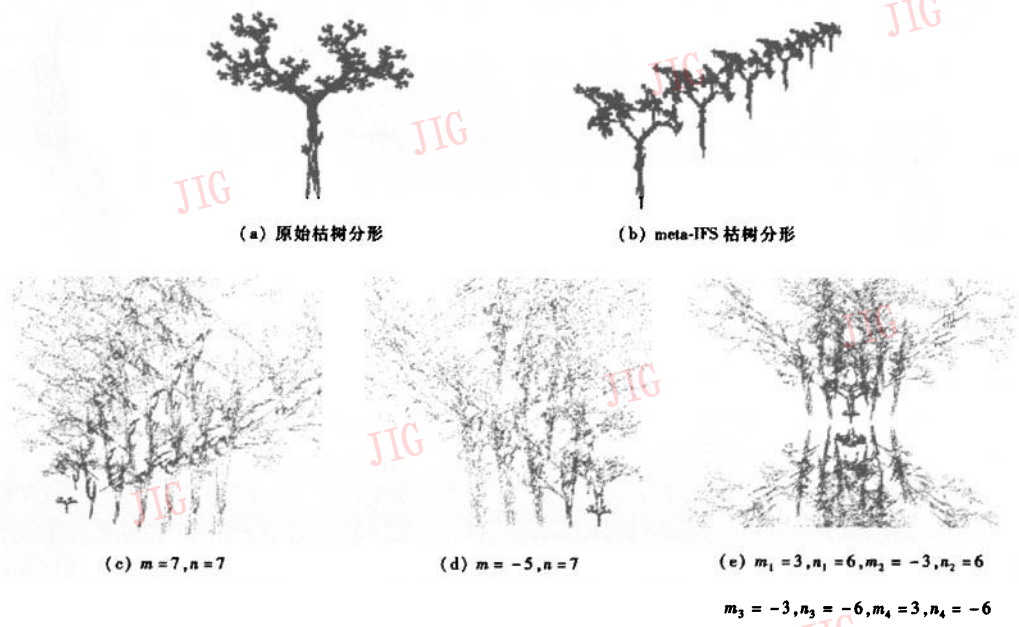 JIG
JIG
JIG
JIG
(a) 原始枯树分形
(b) meta-IFS 枯树分形
JIG
JIG
JIG
JIG
(c) m=7,n=7
(d) m=-5,n=7
(e) m₁=3,n₁=6,m₂=-3,n₂=6
m₃=-3,n₃=-6,m₄=3,n₄=-6
JIG